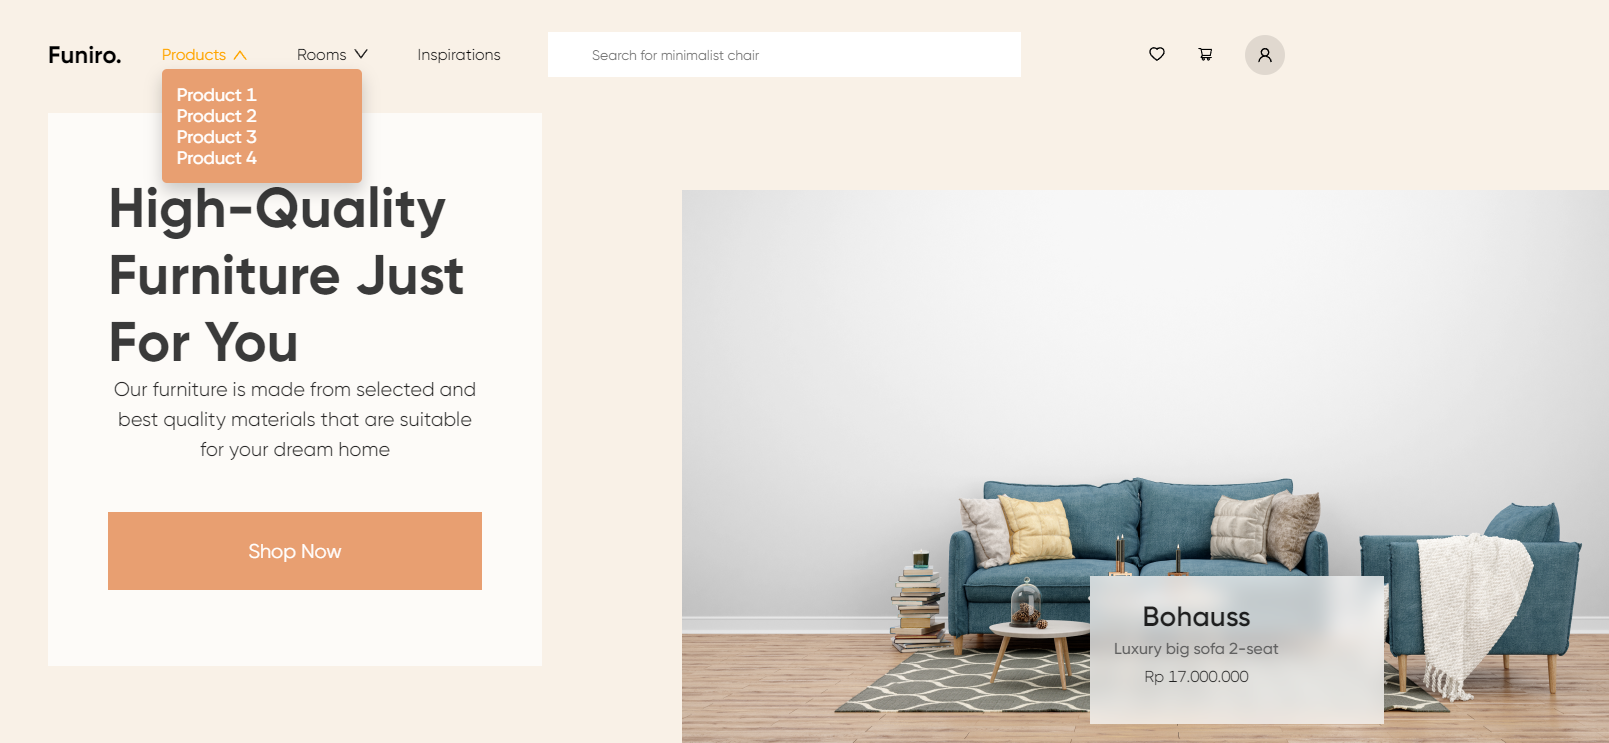 Funiro.
Products
Rooms
Inspirations
Search for minimalist chair
Product 1
Product 2
Product 3
Product 4
High-Quality
Furniture Just
For You
Our furniture is made from selected and
best quality materials that are suitable
for your dream home
Shop Now
Bohauss
Luxury big sofa 2-seat
Rp 17.000.000